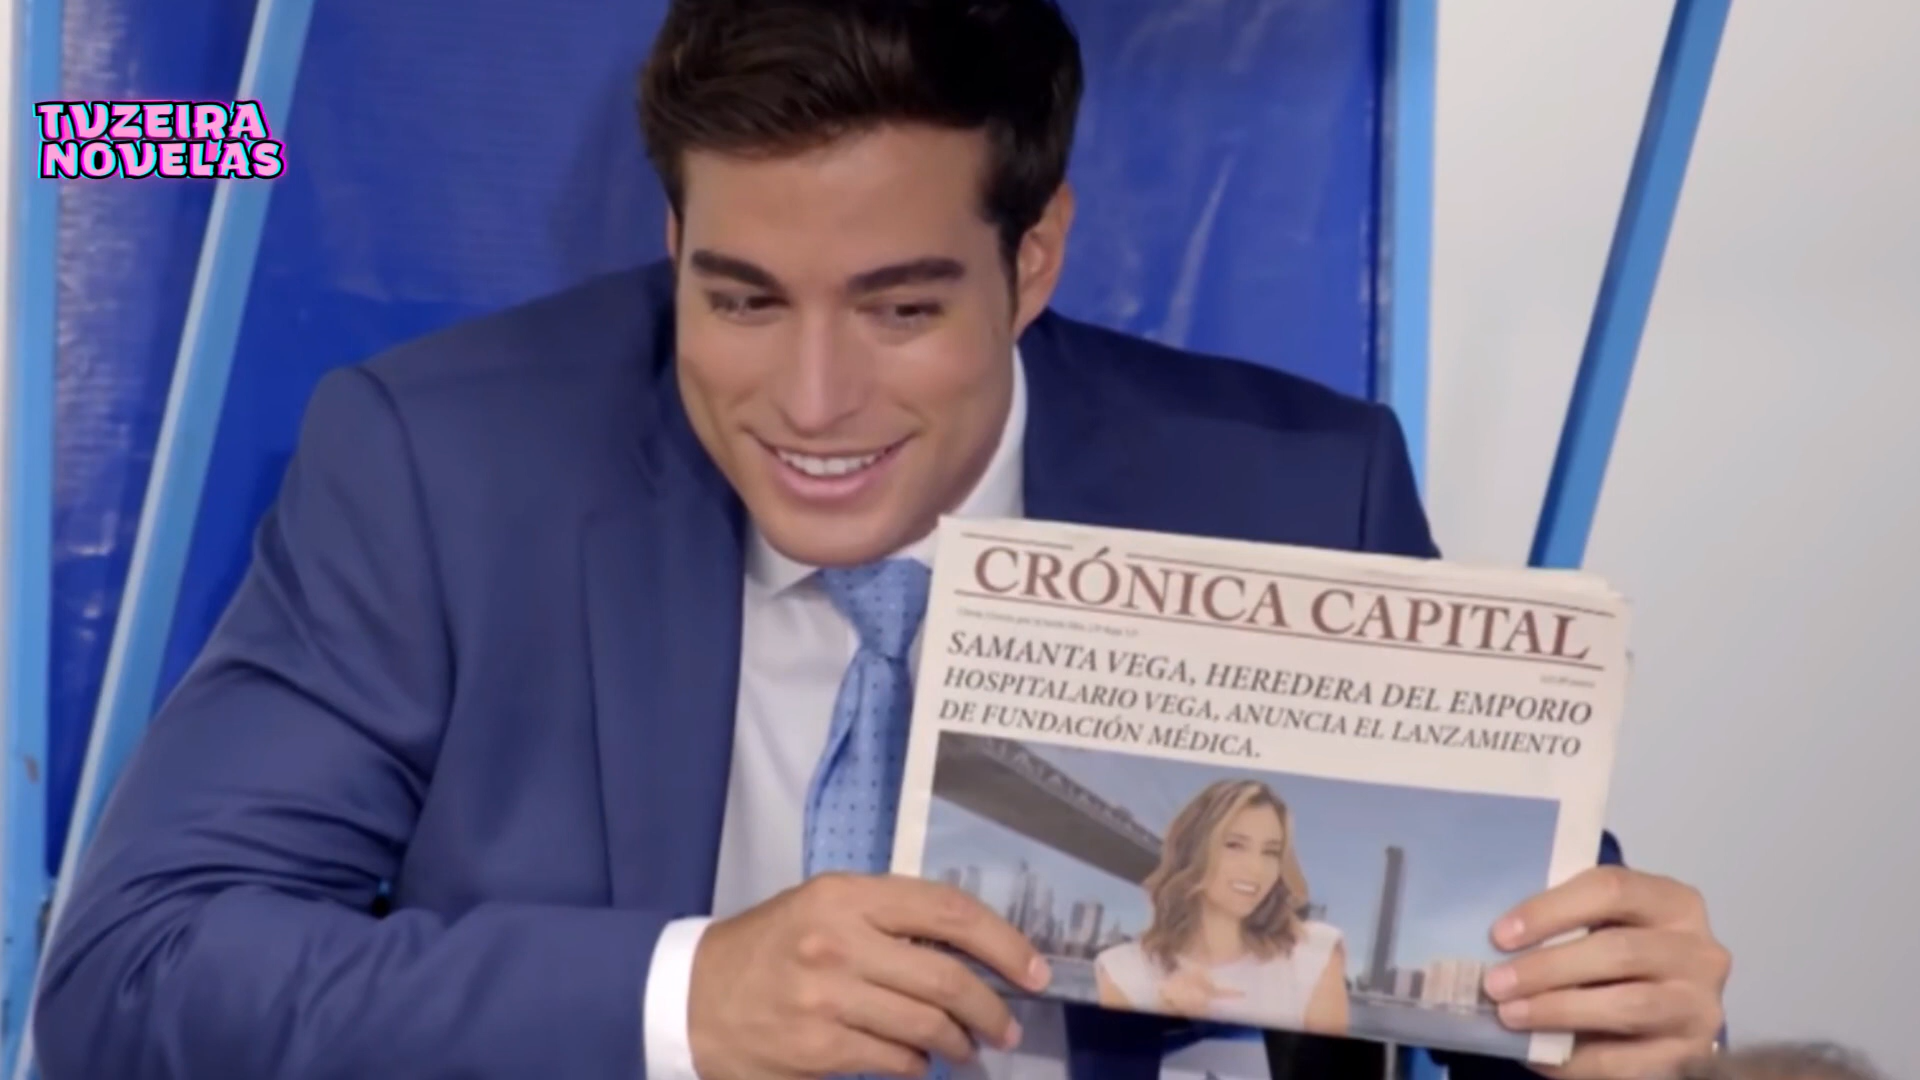 TVZEIRA
NOVELAS
CRÓNICA CAPITAL
SAMANTA VEGA, HEREDERA DEL EMPORIO
HOSPITALARIO VEGA, ANUNCIA EL LANZAMIENTO
DE FUNDACIÓN MÉDICA.